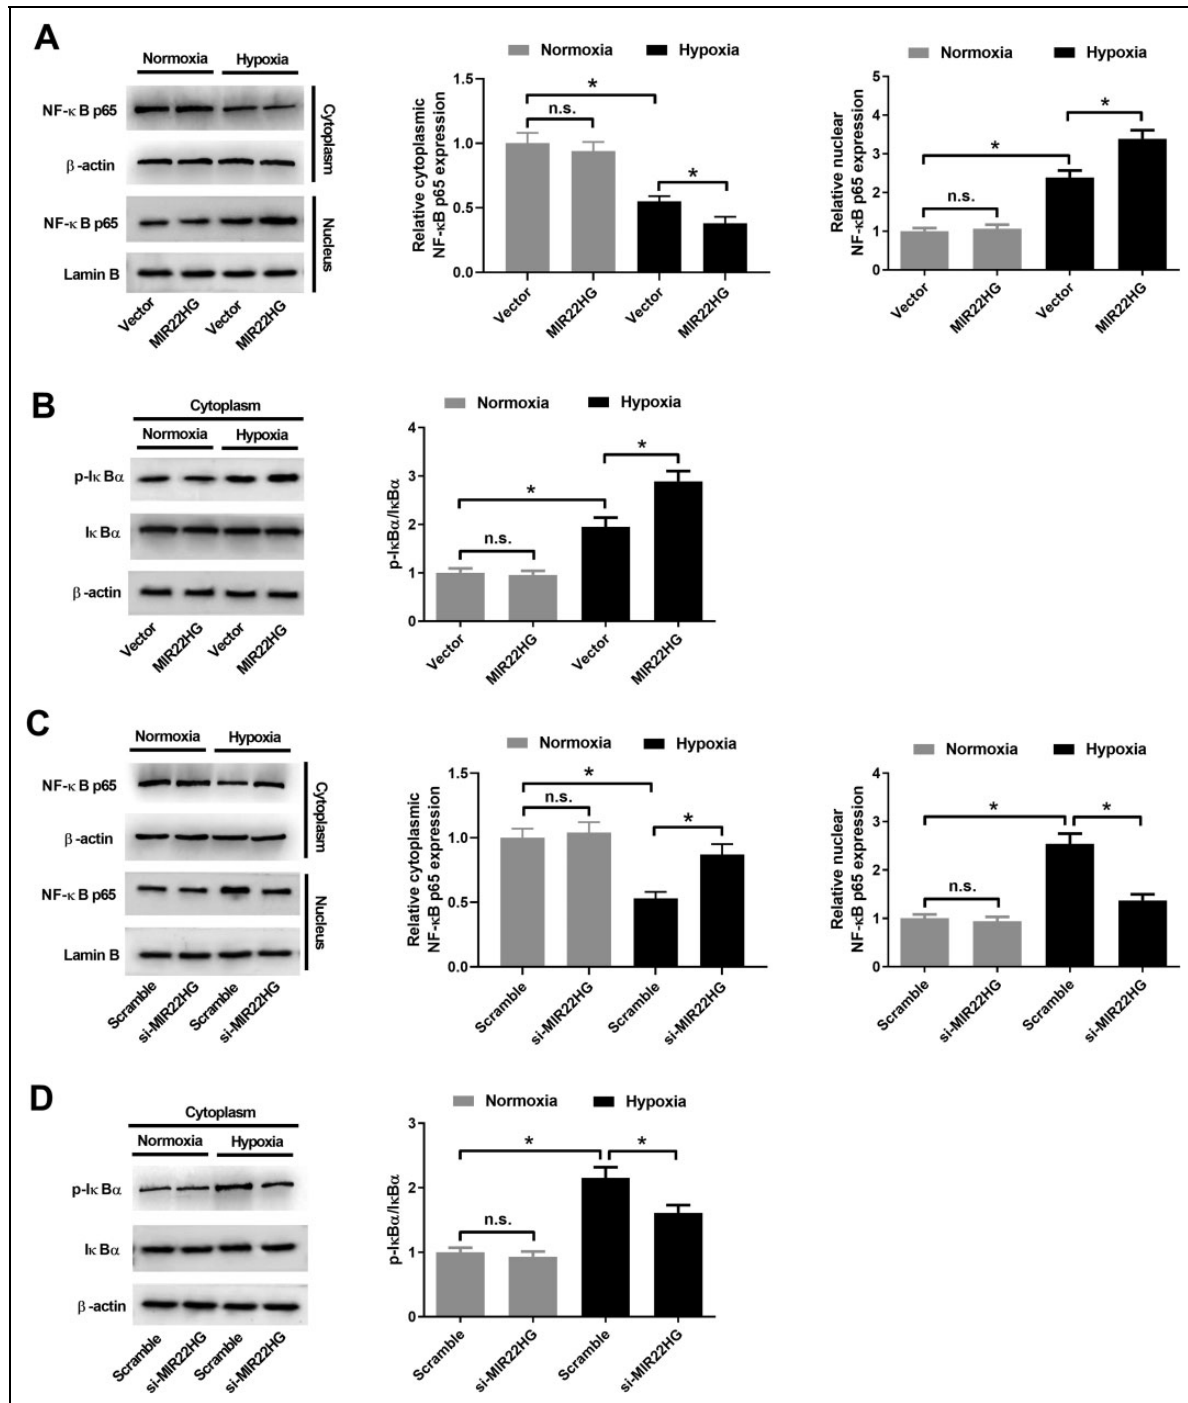 A
Normoxia Hypoxia
NF-κ B p65
β-actin
Cytoplasm
NF-κ B p65
Lamin B
Nucleus
Vector MIR22HG Vector MIR22HG
Normoxia Hypoxia
Relative cytoplasmic
NF-κB p65 expression
1.5
1.0
0.5
0.0
*
n.s.
*
Vector MIR22HG Vector MIR22HG
Normoxia Hypoxia
Relative nuclear
NF-κB p65 expression
5
4
3
2
1
0
*
*
n.s.
Vector MIR22HG Vector MIR22HG
B
Cytoplasm
Normoxia Hypoxia
p-Iκ Bα
Iκ Bα
β-actin
Vector MIR22HG Vector MIR22HG
Normoxia Hypoxia
p-IκBα/IκBα
4
3
2
1
0
*
*
n.s.
Vector MIR22HG Vector MIR22HG
C
Normoxia Hypoxia
NF-κ B p65
β-actin
Cytoplasm
NF-κ B p65
Lamin B
Nucleus
Scramble si-MIR22HG Scramble si-MIR22HG
Normoxia Hypoxia
Relative cytoplasmic
NF-κB p65 expression
1.5
1.0
0.5
0.0
*
n.s.
*
Scramble si-MIR22HG Scramble si-MIR22HG
Normoxia Hypoxia
Relative nuclear
NF-κB p65 expression
4
3
2
1
0
* *
n.s.
Scramble si-MIR22HG Scramble si-MIR22HG
D
Cytoplasm
Normoxia Hypoxia
p-Iκ Bα
Iκ Bα
β-actin
Scramble si-MIR22HG Scramble si-MIR22HG
Normoxia Hypoxia
p-IκBα/IκBα
3
2
1
0
* *
n.s.
Scramble si-MIR22HG Scramble si-MIR22HG